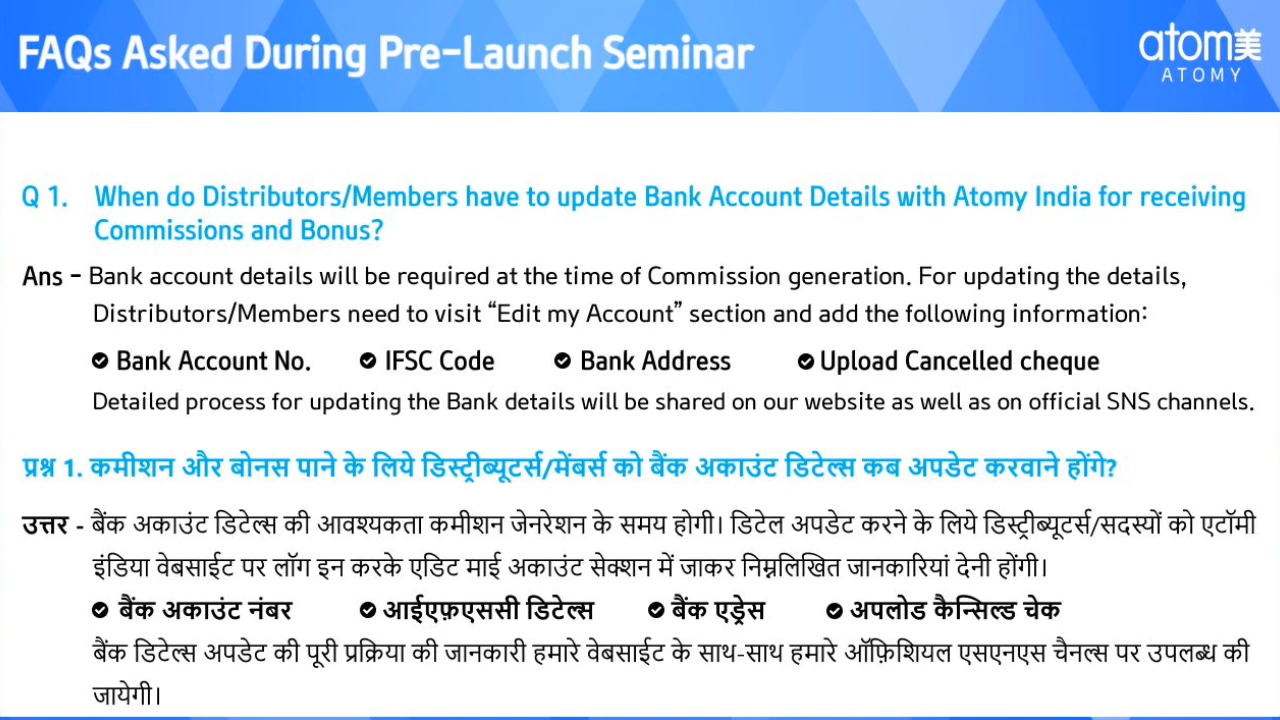 FAQs Asked During Pre-Launch Seminar
atom美
ATOMY
Q 1. When do Distributors/Members have to update Bank Account Details with Atomy India for receiving
Commissions and Bonus?
Ans - Bank account details will be required at the time of Commission generation. For updating the details,
Distributors/Members need to visit “Edit my Account” section and add the following information:
Bank Account No. IFSC Code Bank Address Upload Cancelled cheque
Detailed process for updating the Bank details will be shared on our website as well as on official SNS channels.
प्रश्न 1. कमीशन और बोनस पाने के लिये डिस्ट्रीब्यूटर्स/मेंबर्स को बैंक अकाउंट डिटेल्स कब अपडेट करवाने होंगे?
उत्तर - बैंक अकाउंट डिटेल्स की आवश्यकता कमीशन जेनरेशन के समय होगी। डिटेल अपडेट करने के लिये डिस्ट्रीब्यूटर्स/सदस्यों को एटॉमी
इंडिया वेबसाईट पर लॉग इन करके एडिट माई अकाउंट सेक्शन में जाकर निम्नलिखित जानकारियां देनी होंगी।
बैंक अकाउंट नंबर आईएफ़एससी डिटेल्स बैंक एड्रेस अपलोड कैन्सिल्ड चेक
बैंक डिटेल्स अपडेट की पूरी प्रक्रिया की जानकारी हमारे वेबसाईट के साथ-साथ हमारे ऑफ़िशियल एसएनएस चैनल्स पर उपलब्ध की
जायेगी।